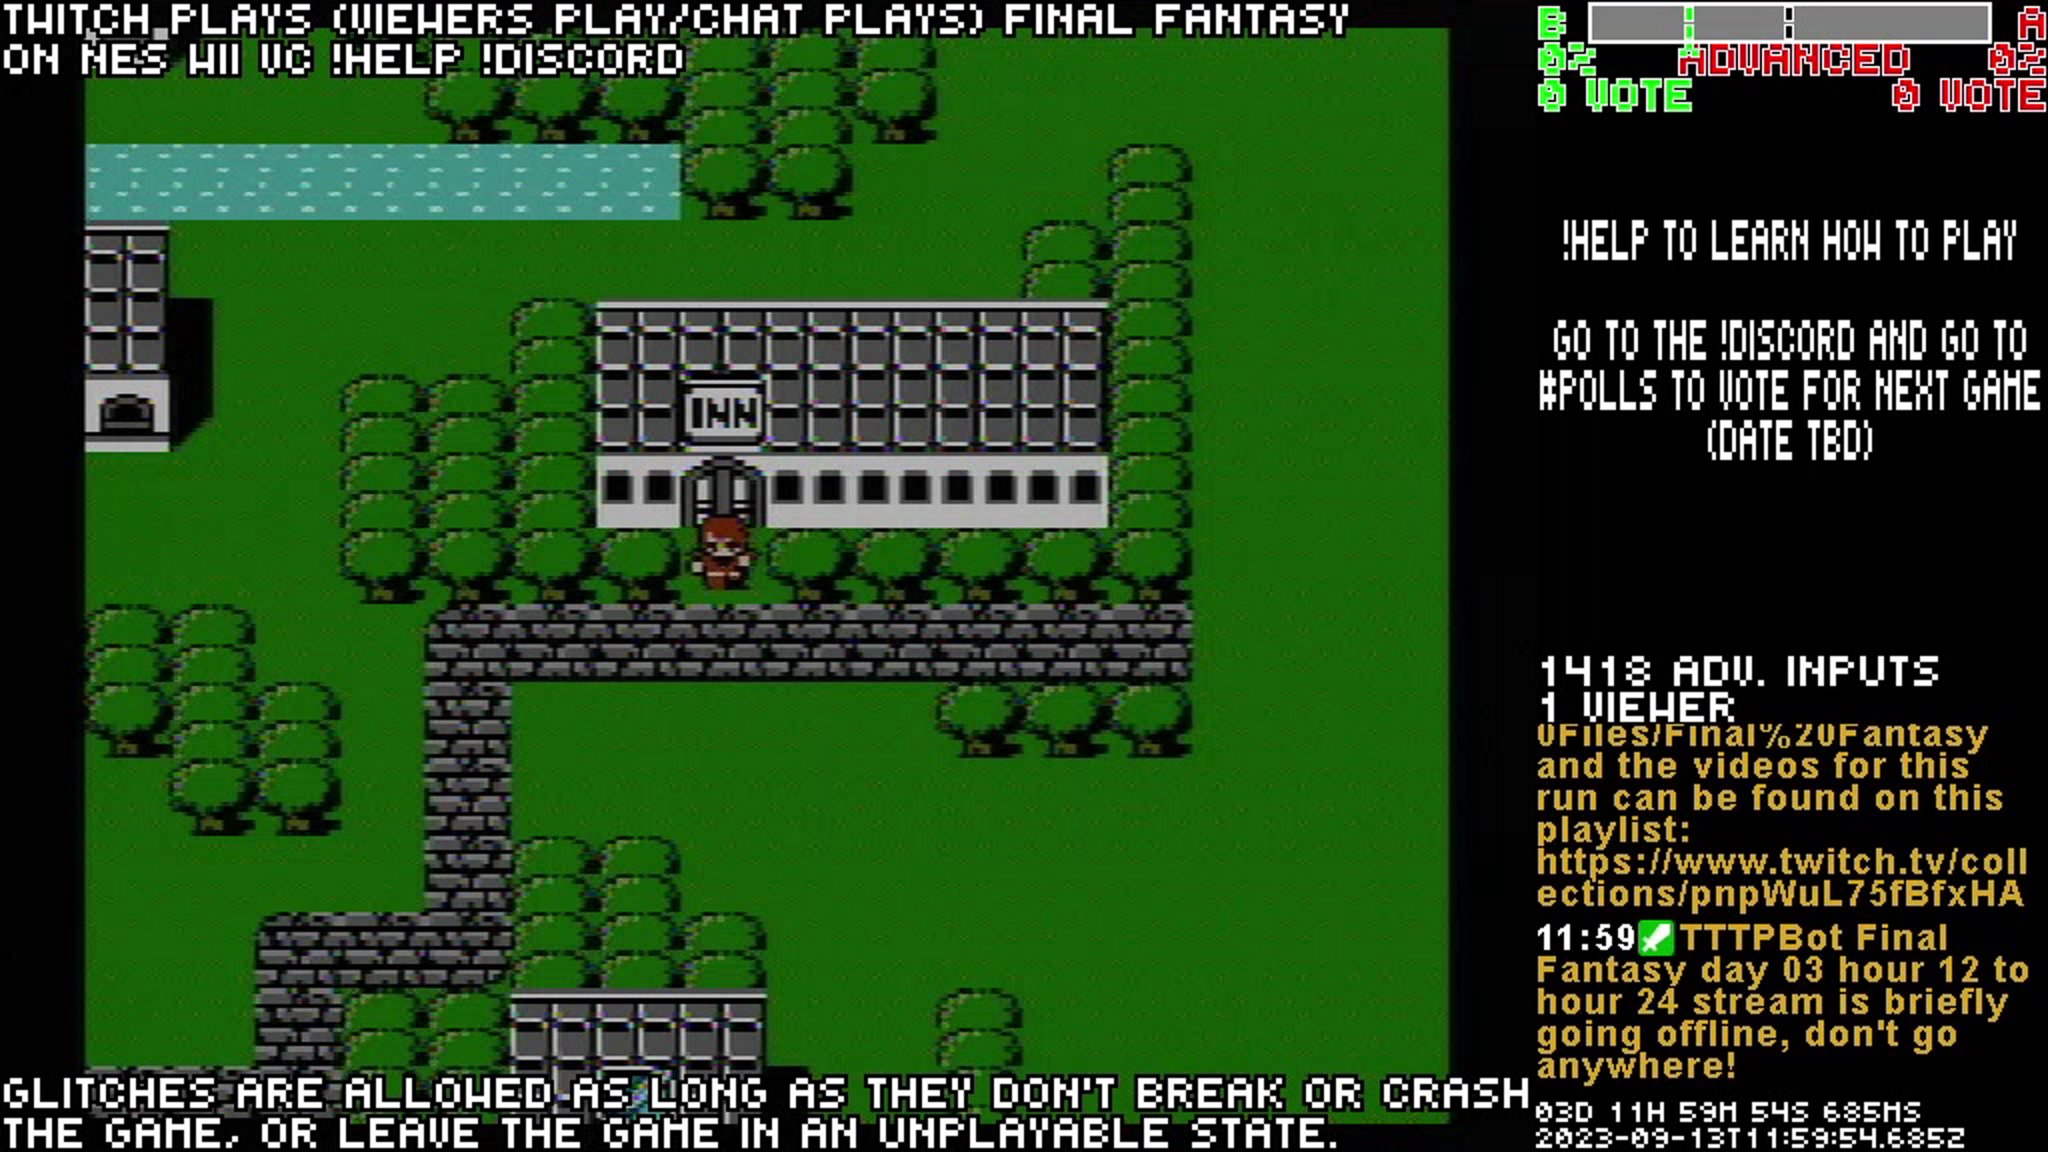 TWITCH PLAYS (VIEWERS PLAY/CHAT PLAYS) FINAL FANTASY
ON NES WII VC !HELP !DISCORD
B A
0% ADVANCED 0%
0 VOTE 0 VOTE
!HELP TO LEARN HOW TO PLAY
GO TO THE !DISCORD AND GO TO
#POLLS TO VOTE FOR NEXT GAME
(DATE TBD)
INN
1418 ADV. INPUTS
1 VIEWER
0Files/Final%20Fantasy
and the videos for this
run can be found on this
playlist:
https://www.twitch.tv/coll
ections/pnpWuL75fBfxHA
11:59 TTTPBot Final
Fantasy day 03 hour 12 to
hour 24 stream is briefly
going offline, don't go
anywhere!
GLITCHES ARE ALLOWED AS LONG AS THEY DON'T BREAK OR CRASH
THE GAME, OR LEAVE THE GAME IN AN UNPLAYABLE STATE.
03D 11H 59M 54S 685MS
2023-09-13T11:59:54.685Z